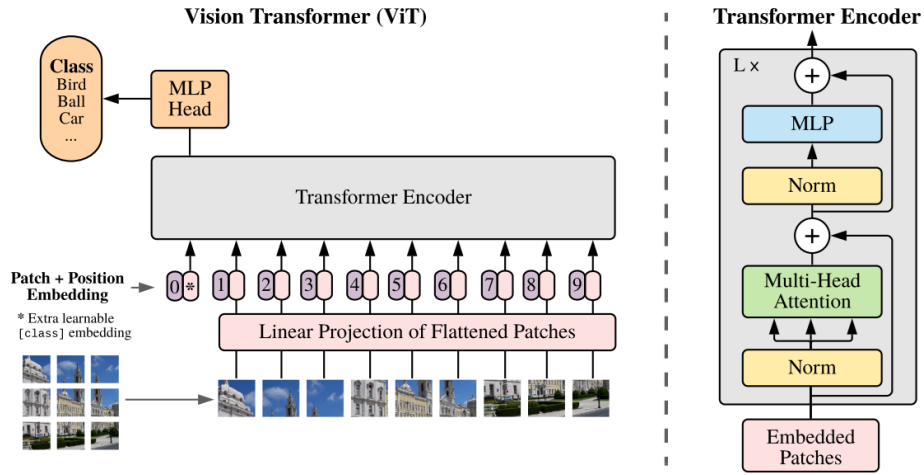 Vision Transformer (ViT)
Class
Bird
Ball
Car
...
MLP
Head
Transformer Encoder
Patch + Position
Embedding
0 * 1 2 3 4 5 6 7 8 9
* Extra learnable
[class] embedding
Linear Projection of Flattened Patches
Transformer Encoder
L ×
+
MLP
Norm
+
Multi-Head
Attention
Norm
Embedded
Patches